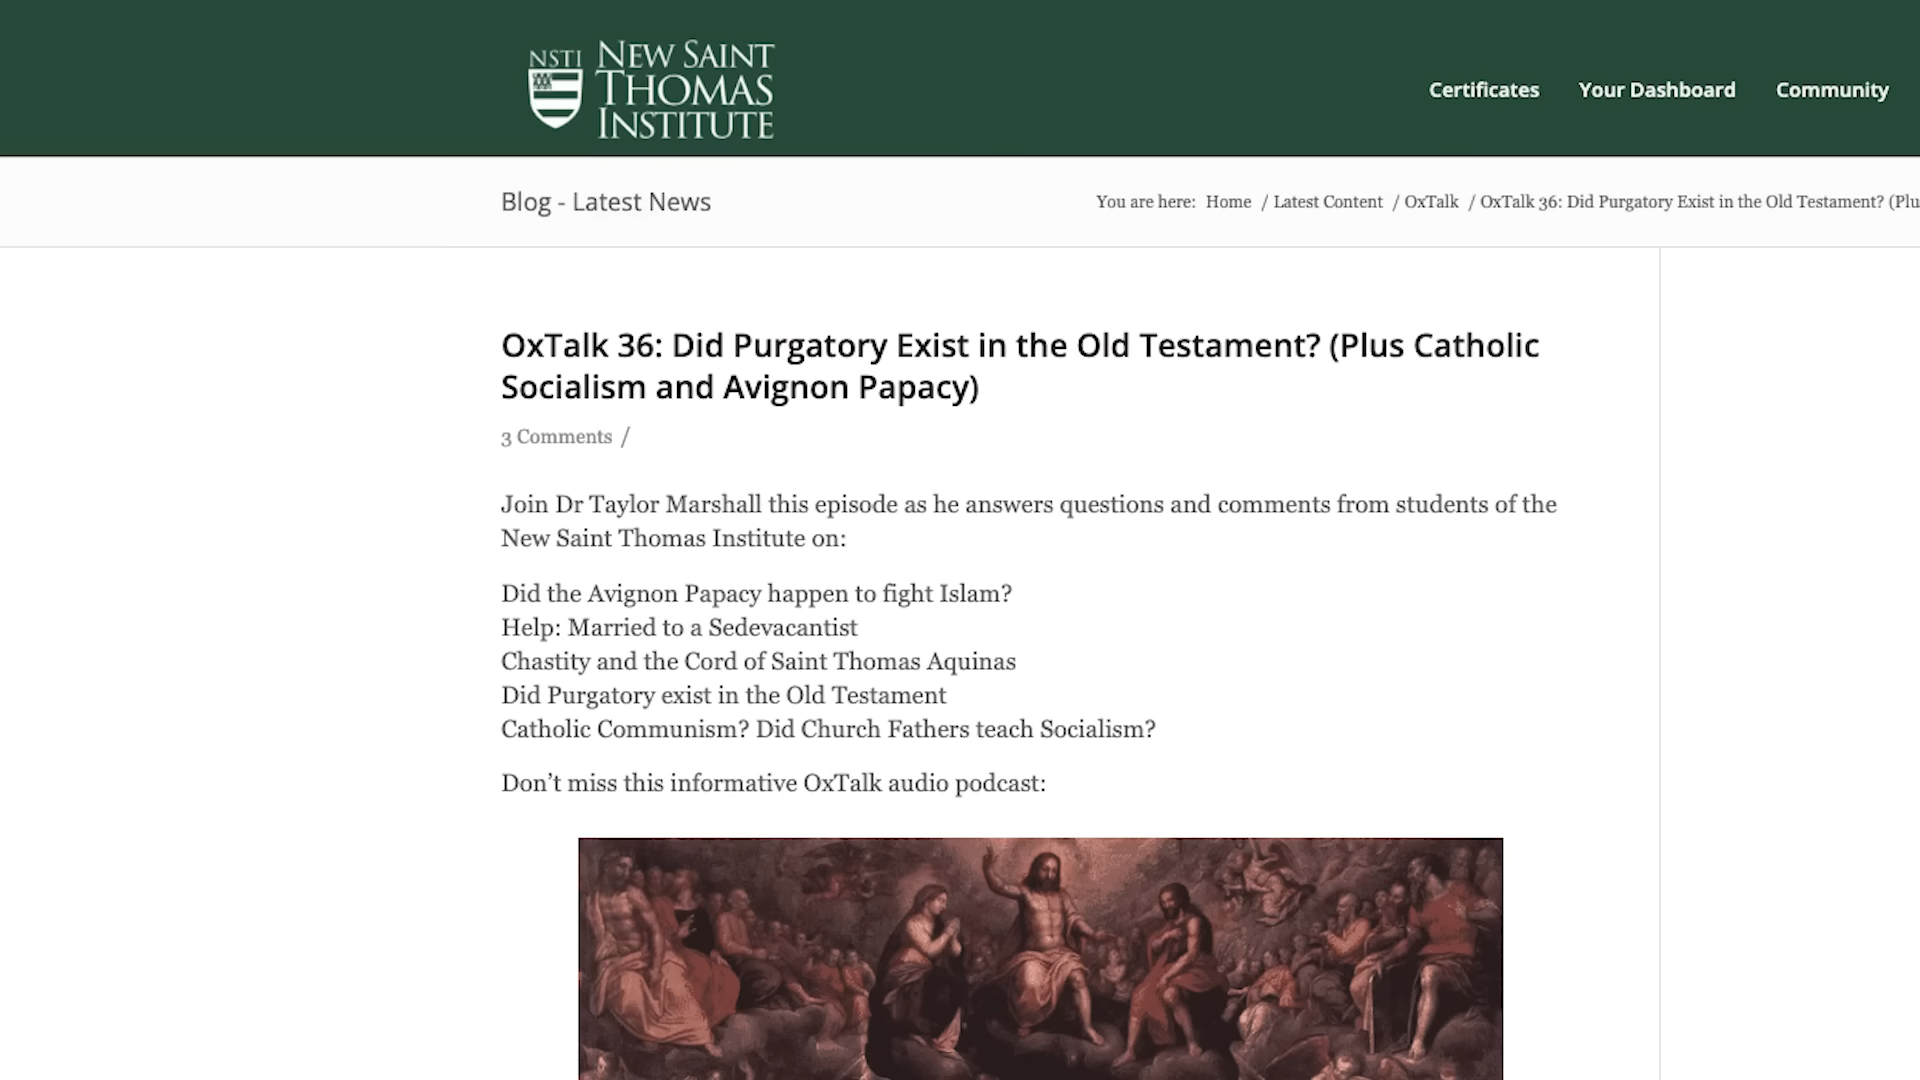 NSTI
NEW SAINT
THOMAS
INSTITUTE
Certificates
Your Dashboard
Community
Blog - Latest News
You are here: Home / Latest Content / OxTalk / OxTalk 36: Did Purgatory Exist in the Old Testament? (Plu
OxTalk 36: Did Purgatory Exist in the Old Testament? (Plus Catholic
Socialism and Avignon Papacy)
3 Comments /
Join Dr Taylor Marshall this episode as he answers questions and comments from students of the
New Saint Thomas Institute on:
Did the Avignon Papacy happen to fight Islam?
Help: Married to a Sedevacantist
Chastity and the Cord of Saint Thomas Aquinas
Did Purgatory exist in the Old Testament
Catholic Communism? Did Church Fathers teach Socialism?
Don’t miss this informative OxTalk audio podcast: